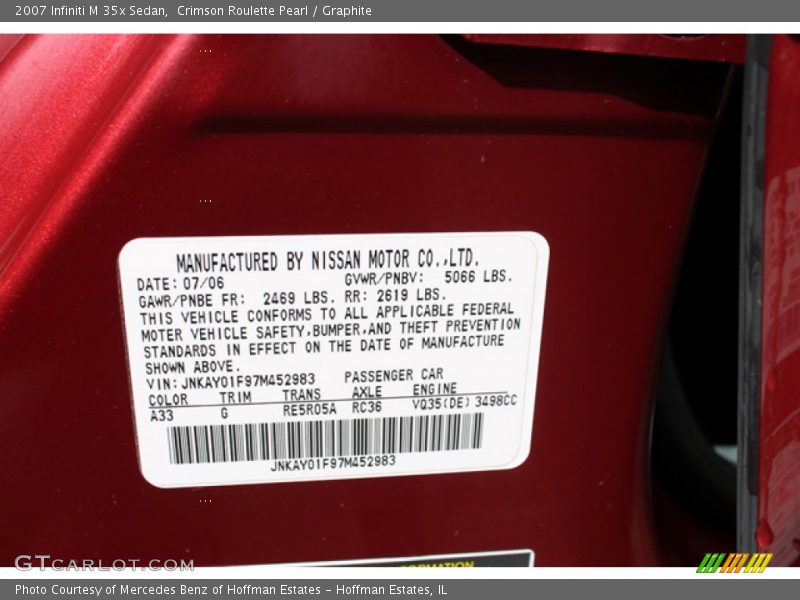 2007 Infiniti M 35x Sedan,  Crimson Roulette Pearl / Graphite
MANUFACTURED BY NISSAN MOTOR CO.,LTD.
DATE: 07/06 GVWR/PNBV: 5066 LBS.
GAWR/PNBE FR: 2469 LBS. RR: 2619 LBS.
THIS VEHICLE CONFORMS TO ALL APPLICABLE FEDERAL
MOTER VEHICLE SAFETY,BUMPER,AND THEFT PREVENTION
STANDARDS IN EFFECT ON THE DATE OF MANUFACTURE
SHOWN ABOVE.
VIN: JNKAY01F97M452983 PASSENGER CAR
COLOR TRIM TRANS AXLE ENGINE
A33 G RE5R05A RC36 VQ35(DE) 3498CC
JNKAY01F97M452983
GTCARLOT.COM
Photo Courtesy of Mercedes Benz of Hoffman Estates – Hoffman Estates, IL